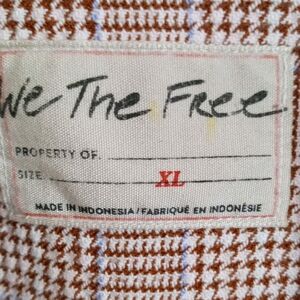 We The Free
PROPERTY OF.
SIZE XL
MADE IN INDONESIA/FABRIQUÉ EN INDONÉSIE